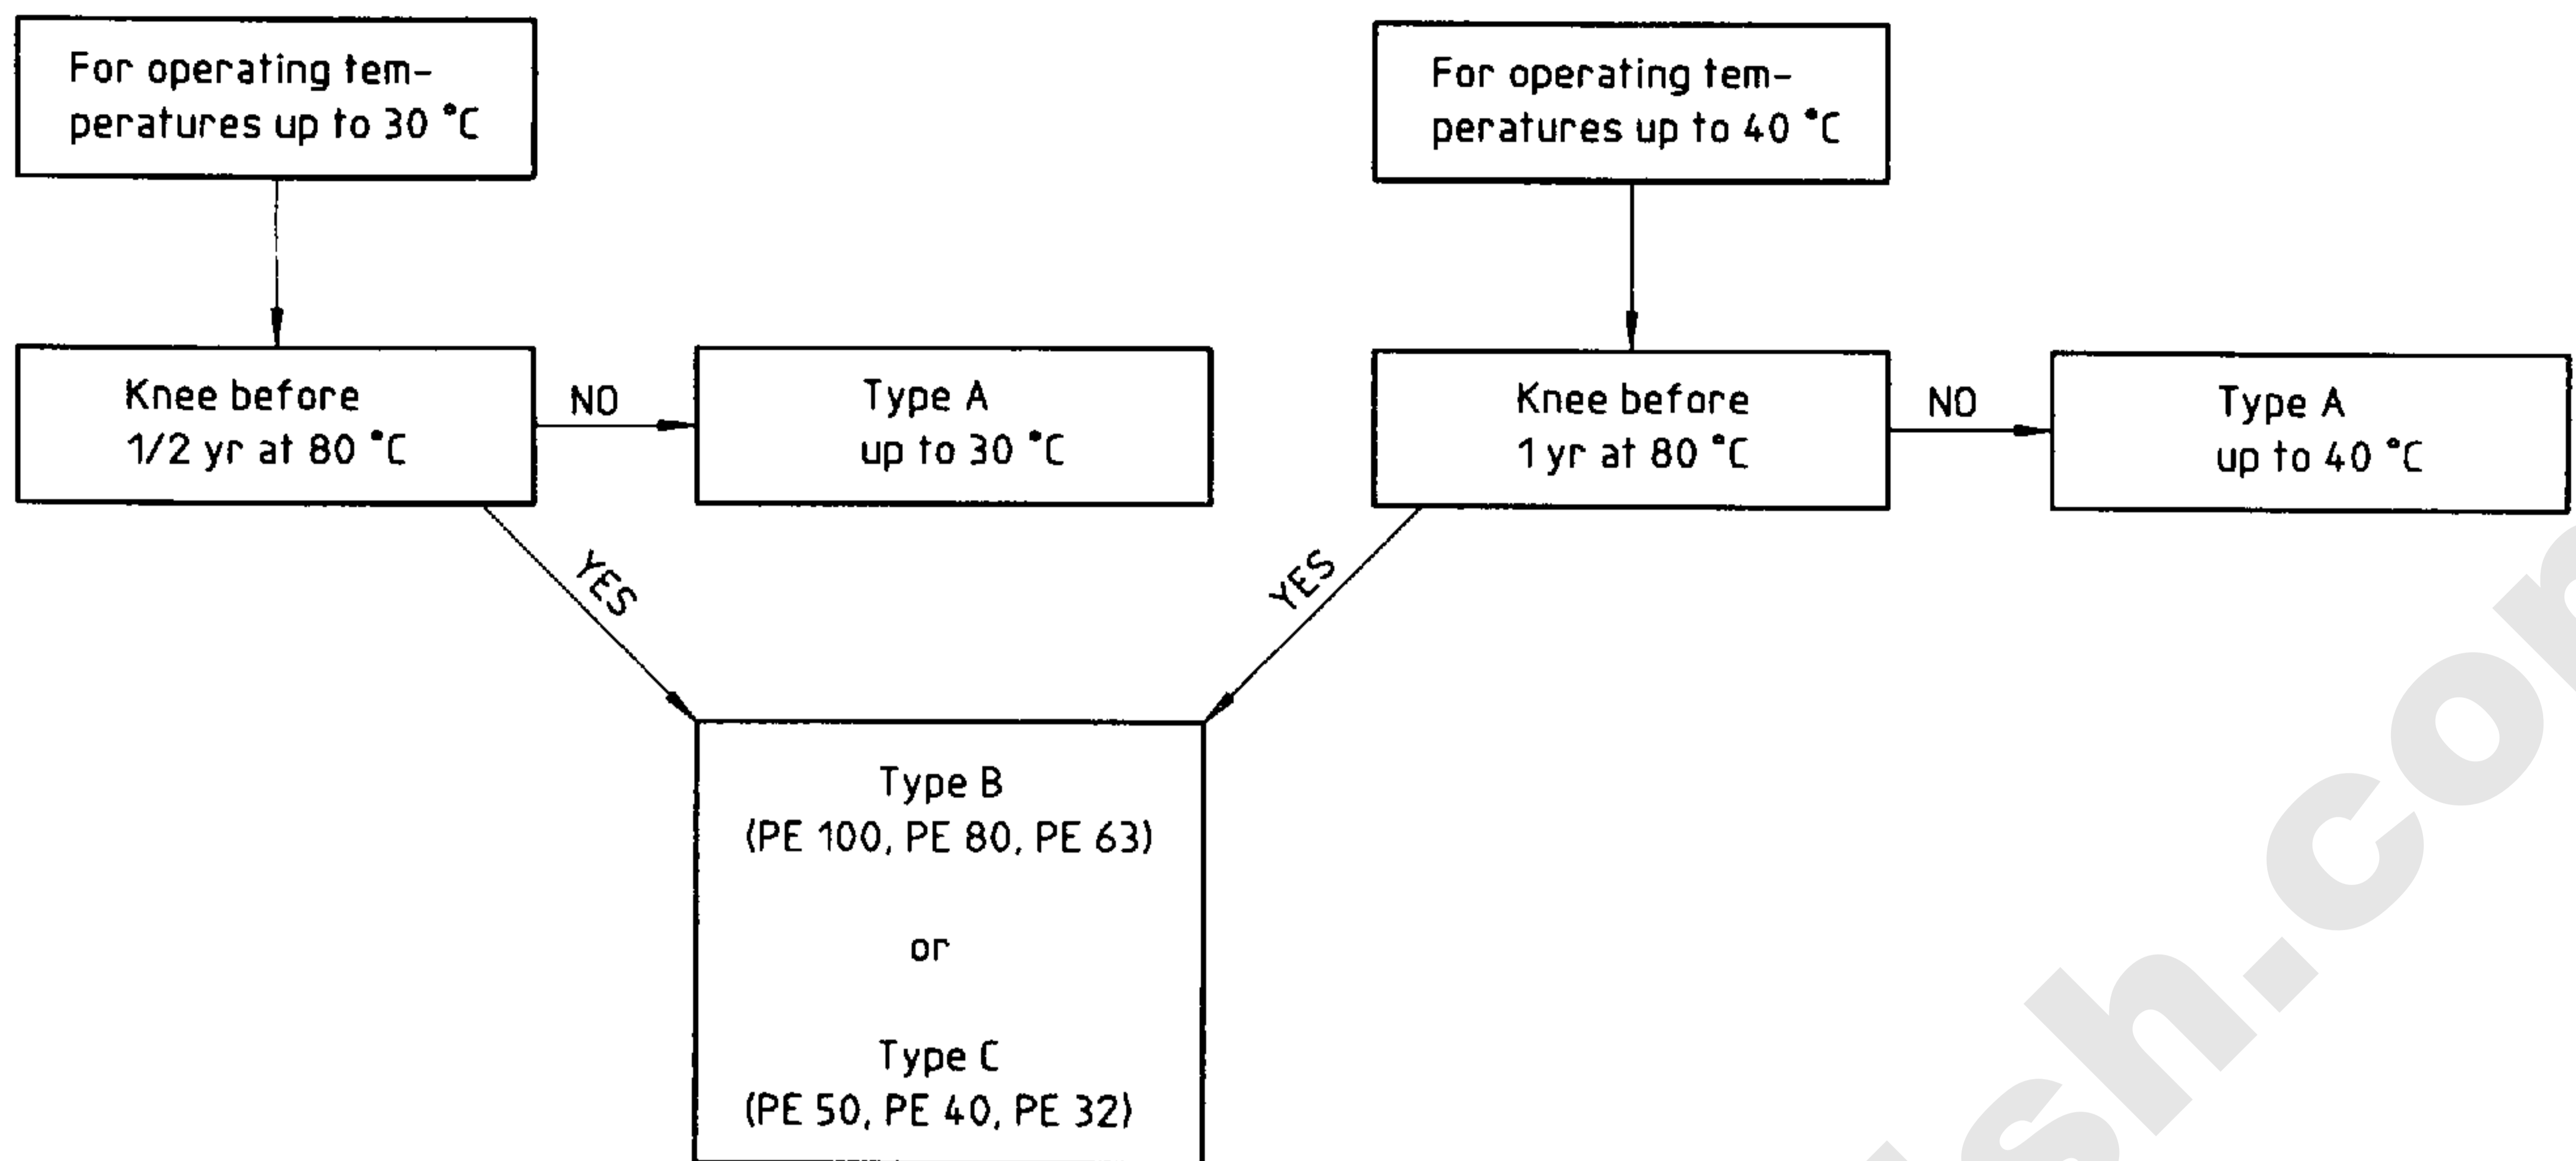 For operating tem-
peratures up to 30 °C
For operating tem-
peratures up to 40 °C
Knee before
1/2 yr at 80 °C
NO
Type A
up to 30 °C
Knee before
1 yr at 80 °C
NO
Type A
up to 40 °C
YES
YES
Type B
(PE 100, PE 80, PE 63)
or
Type C
(PE 50, PE 40, PE 32)
sh.com